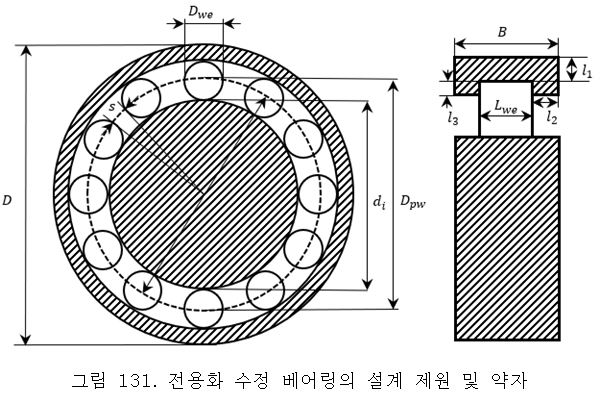 D_we
B
l_1
s
L_we
l_3
l_2
D
d_i
D_pw
그림 131. 전용화 수정 베어링의 설계 제원 및 약자